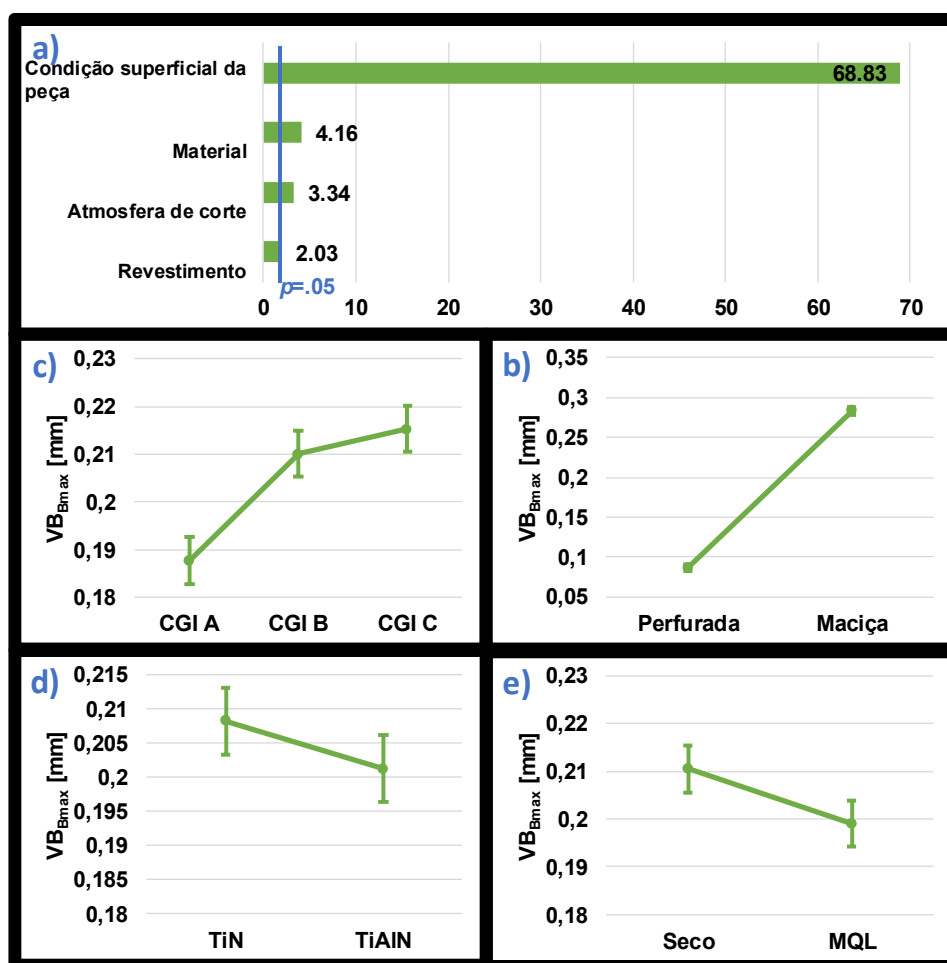 a)
Condição superficial da
peça
68.83
Material
4.16
Atmosfera de corte
3.34
Revestimento
2.03
p=.05
0 10 20 30 40 50 60 70
c)
VB_Bmax [mm]
0,23
0,22
0,21
0,2
0,19
0,18
CGI A CGI B CGI C
b)
VB_Bmax [mm]
0,35
0,3
0,25
0,2
0,15
0,1
0,05
Perfurada Maciça
d)
VB_Bmax [mm]
0,215
0,21
0,205
0,2
0,195
0,19
0,185
0,18
TiN TiAlN
e)
VB_Bmax [mm]
0,23
0,22
0,21
0,2
0,19
0,18
Seco MQL